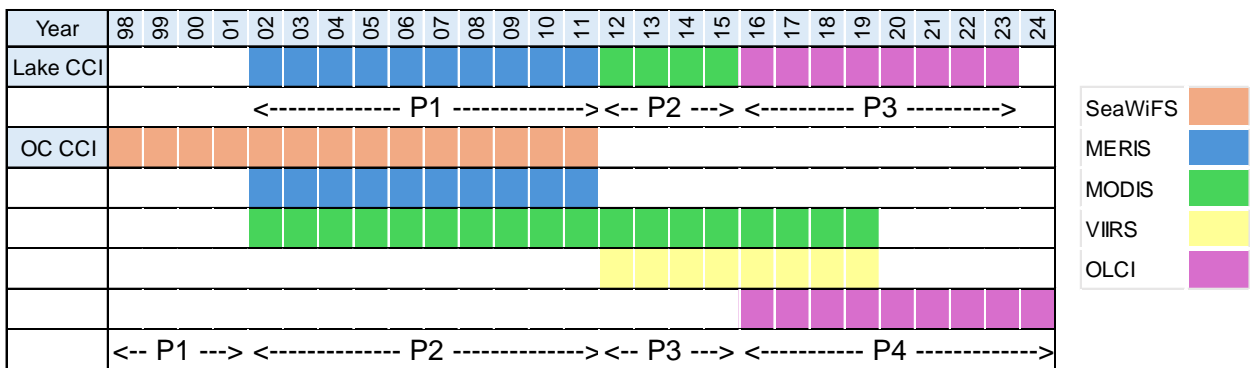 Year 98 99 00 01 02 03 04 05 06 07 08 09 10 11 12 13 14 15 16 17 18 19 20 21 22 23 24
Lake CCI
<-------------- P1 ---------------> <-- P2 ---> <---------- P3 ---------->
OC CCI
<-- P1 ---> <-------------- P2 ---------------> <-- P3 ---> <----------- P4 ------------->
SeaWiFS
MERIS
MODIS
VIIRS
OLCI